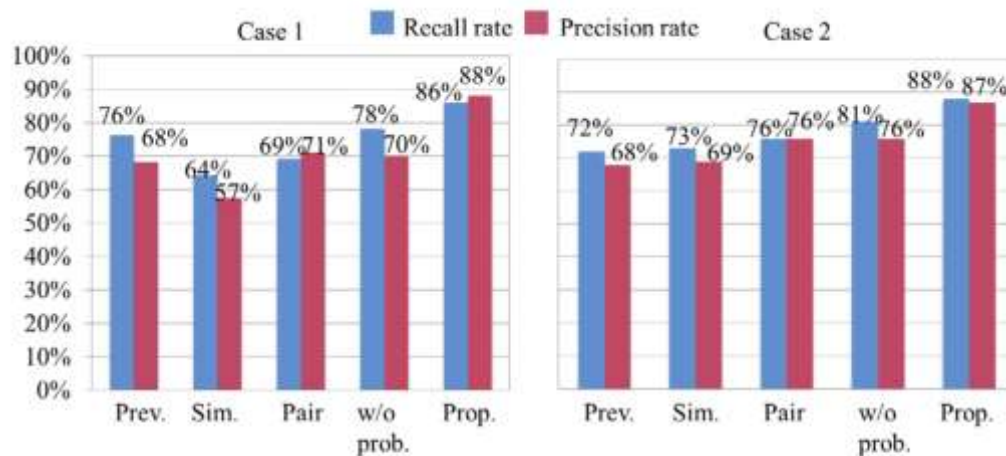 Case 1
Recall rate
Precision rate
Case 2
100%
90%
80%
70%
60%
50%
40%
30%
20%
10%
0%
76%
68%
64%
57%
69%
71%
78%
70%
86%
88%
Prev.
Sim.
Pair
w/o
prob.
Prop.
72%
68%
73%
69%
76%
76%
81%
76%
88%
87%
Prev.
Sim.
Pair
w/o
prob.
Prop.